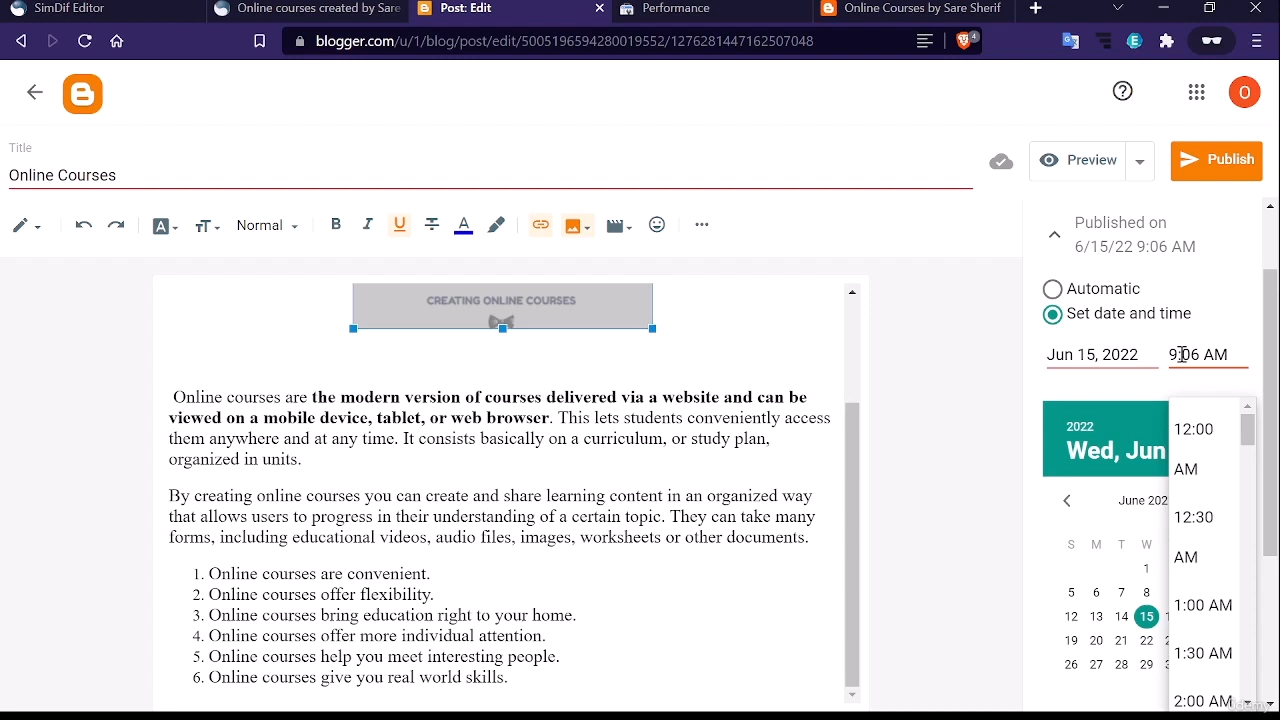 SimDif Editor
Online courses created by Sare
Post: Edit
Performance
Online Courses by Sare Sherif
blogger.com/u/1/blog/post/edit/5005196594280019552/1276281447162507048
4
E
O
Title
Online Courses
Preview
Publish
Normal
B I U A
Published on
6/15/22 9:06 AM
Automatic
Set date and time
Jun 15, 2022
9:06 AM
CREATING ONLINE COURSES
Online courses are the modern version of courses delivered via a website and can be
viewed on a mobile device, tablet, or web browser. This lets students conveniently access
them anywhere and at any time. It consists basically on a curriculum, or study plan,
organized in units.
By creating online courses you can create and share learning content in an organized way
that allows users to progress in their understanding of a certain topic. They can take many
forms, including educational videos, audio files, images, worksheets or other documents.
1. Online courses are convenient.
2. Online courses offer flexibility.
3. Online courses bring education right to your home.
4. Online courses offer more individual attention.
5. Online courses help you meet interesting people.
6. Online courses give you real world skills.
2022
Wed, Jun
June 202
S M T W
1
5 6 7 8
12 13 14 15 1
19 20 21 22 2
26 27 28 29 3
12:00
AM
12:30
AM
1:00 AM
1:30 AM
2:00 AM
Udemy